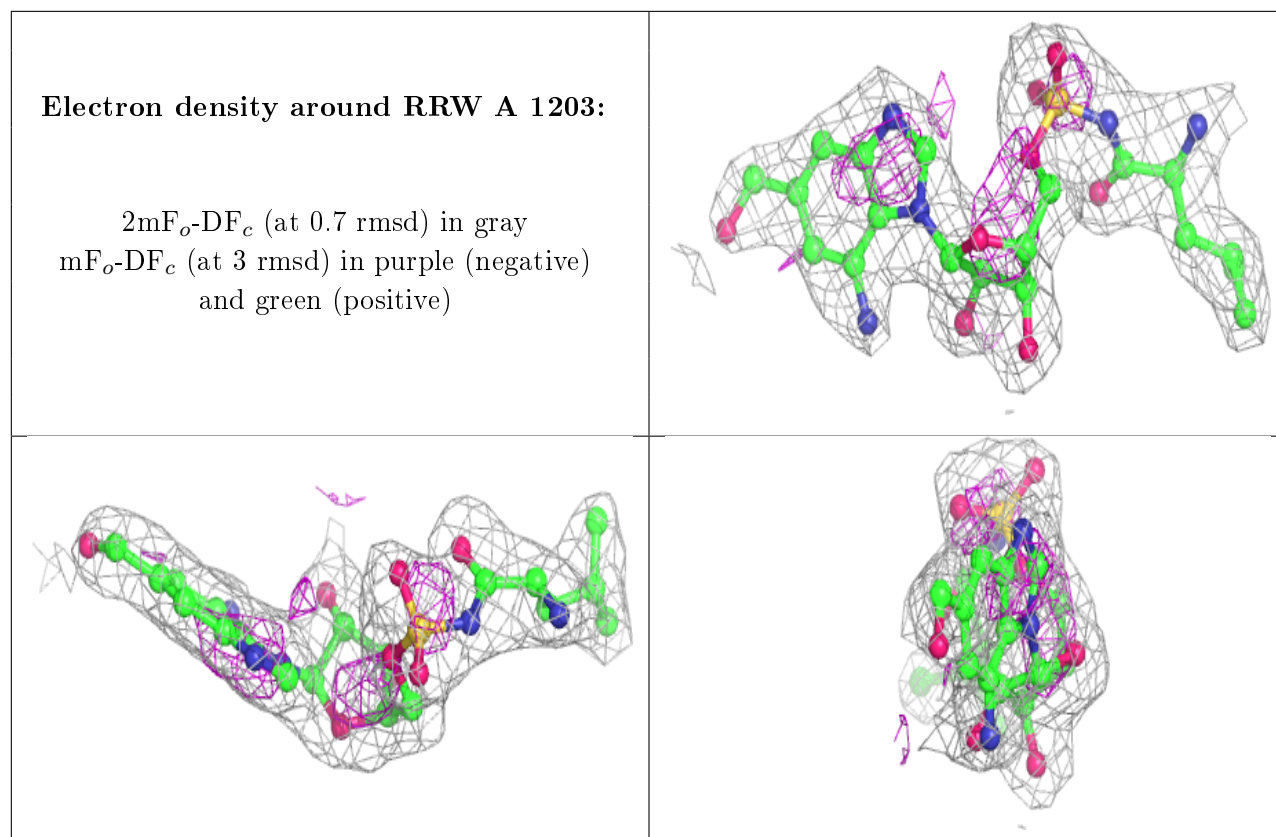 Electron density around RRW A 1203:
2mFₒ-DF𝒸 (at 0.7 rmsd) in gray
mFₒ-DF𝒸 (at 3 rmsd) in purple (negative)
and green (positive)